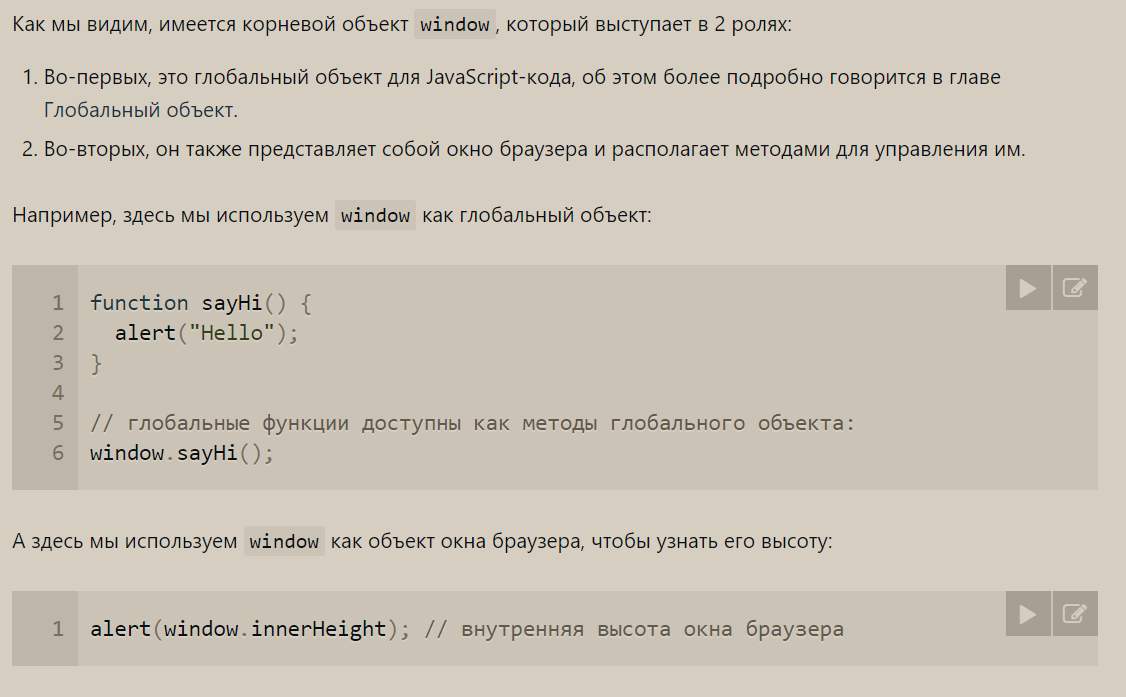 Как мы видим, имеется корневой объект window, который выступает в 2 ролях:
1. Во-первых, это глобальный объект для JavaScript-кода, об этом более подробно говорится в главе
Глобальный объект.
2. Во-вторых, он также представляет собой окно браузера и располагает методами для управления им.
Например, здесь мы используем window как глобальный объект:
1 function sayHi() {
2   alert("Hello");
3 }
4
5 // глобальные функции доступны как методы глобального объекта:
6 window.sayHi();
А здесь мы используем window как объект окна браузера, чтобы узнать его высоту:
1 alert(window.innerHeight); // внутренняя высота окна браузера